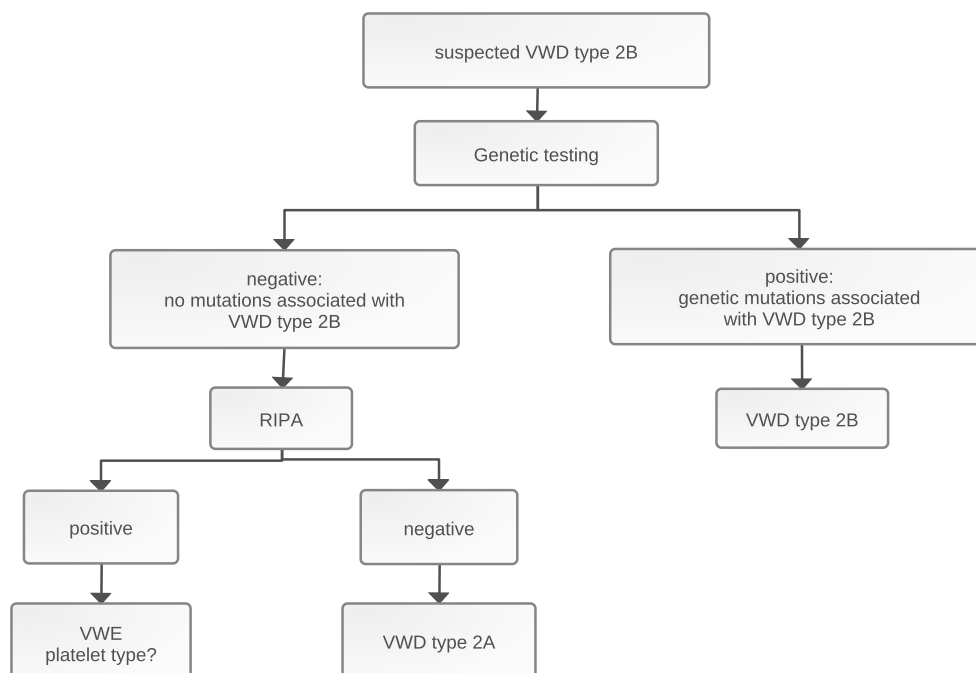 suspected VWD type 2B
Genetic testing
negative:
no mutations associated with
VWD type 2B
positive:
genetic mutations associated
with VWD type 2B
RIPA
VWD type 2B
positive
negative
VWE
platelet type?
VWD type 2A